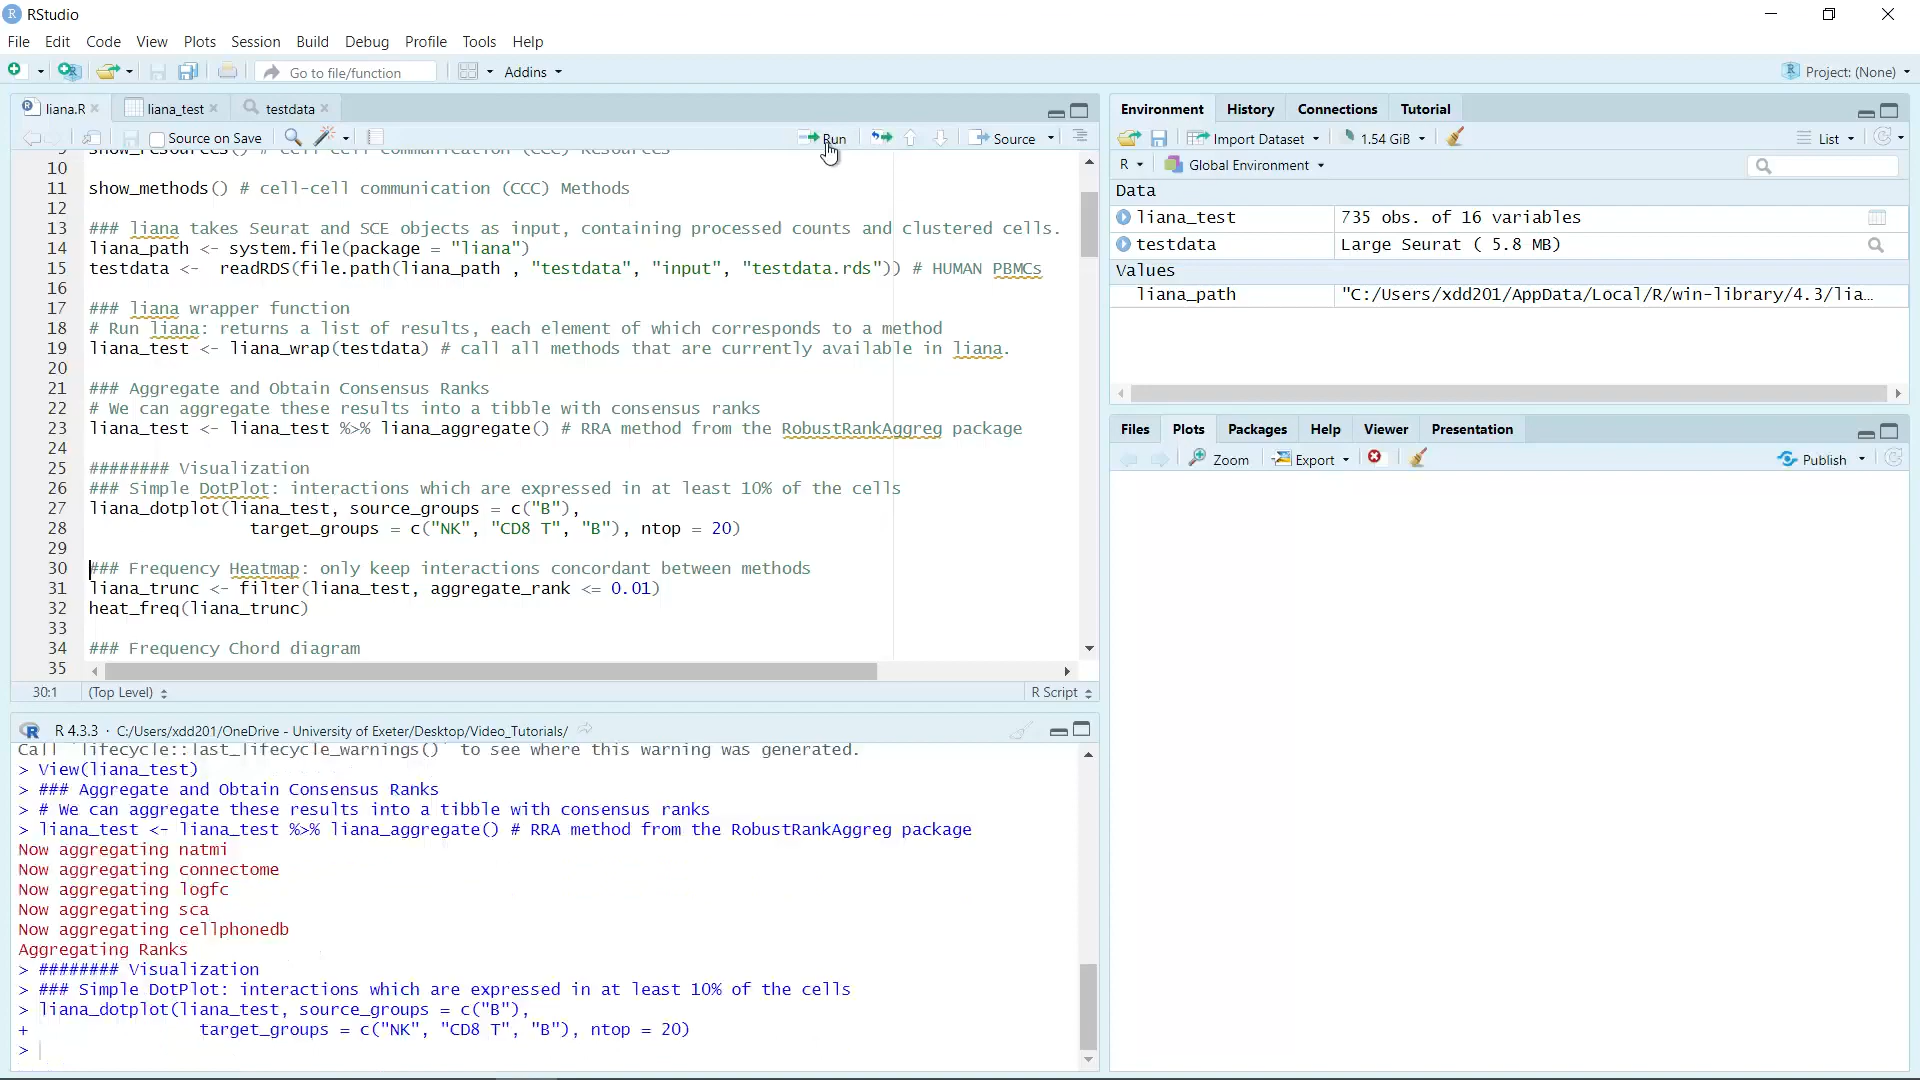 RStudio
File Edit Code View Plots Session Build Debug Profile Tools Help
Go to file/function Addins Project: (None)
liana.R liana_test testdata
Source on Save Run Source
10
11 show_methods() # cell-cell communication (CCC) Methods
12
13 ### liana takes Seurat and SCE objects as input, containing processed counts and clustered cells.
14 liana_path <- system.file(package = "liana")
15 testdata <-  readRDS(file.path(liana_path , "testdata", "input", "testdata.rds")) # HUMAN PBMCs
16
17 ### liana wrapper function
18 # Run liana: returns a list of results, each element of which corresponds to a method
19 liana_test <- liana_wrap(testdata) # call all methods that are currently available in liana.
20
21 ### Aggregate and Obtain Consensus Ranks
22 # We can aggregate these results into a tibble with consensus ranks
23 liana_test <- liana_test %>% liana_aggregate() # RRA method from the RobustRankAggreg package
24
25 ######## Visualization
26 ### Simple DotPlot: interactions which are expressed in at least 10% of the cells
27 liana_dotplot(liana_test, source_groups = c("B"),
28 target_groups = c("NK", "CD8 T", "B"), ntop = 20)
29
30 ### Frequency Heatmap: only keep interactions concordant between methods
31 liana_trunc <- filter(liana_test, aggregate_rank <= 0.01)
32 heat_freq(liana_trunc)
33
34 ### Frequency Chord diagram
35
30:1 (Top Level) R Script
R 4.3.3 · C:/Users/xdd201/OneDrive - University of Exeter/Desktop/Video_Tutorials/
Call `lifecycle::last_lifecycle_warnings()` to see where this warning was generated.
> View(liana_test)
> ### Aggregate and Obtain Consensus Ranks
> # We can aggregate these results into a tibble with consensus ranks
> liana_test <- liana_test %>% liana_aggregate() # RRA method from the RobustRankAggreg package
Now aggregating natmi
Now aggregating connectome
Now aggregating logfc
Now aggregating sca
Now aggregating cellphonedb
Aggregating Ranks
> ######## Visualization
> ### Simple DotPlot: interactions which are expressed in at least 10% of the cells
> liana_dotplot(liana_test, source_groups = c("B"),
+ target_groups = c("NK", "CD8 T", "B"), ntop = 20)
>
Environment History Connections Tutorial
Import Dataset 1.54 GiB List
R Global Environment
Data
liana_test 735 obs. of 16 variables
testdata Large Seurat ( 5.8 MB)
Values
liana_path "C:/Users/xdd201/AppData/Local/R/win-library/4.3/lia…
Files Plots Packages Help Viewer Presentation
Zoom Export Publish